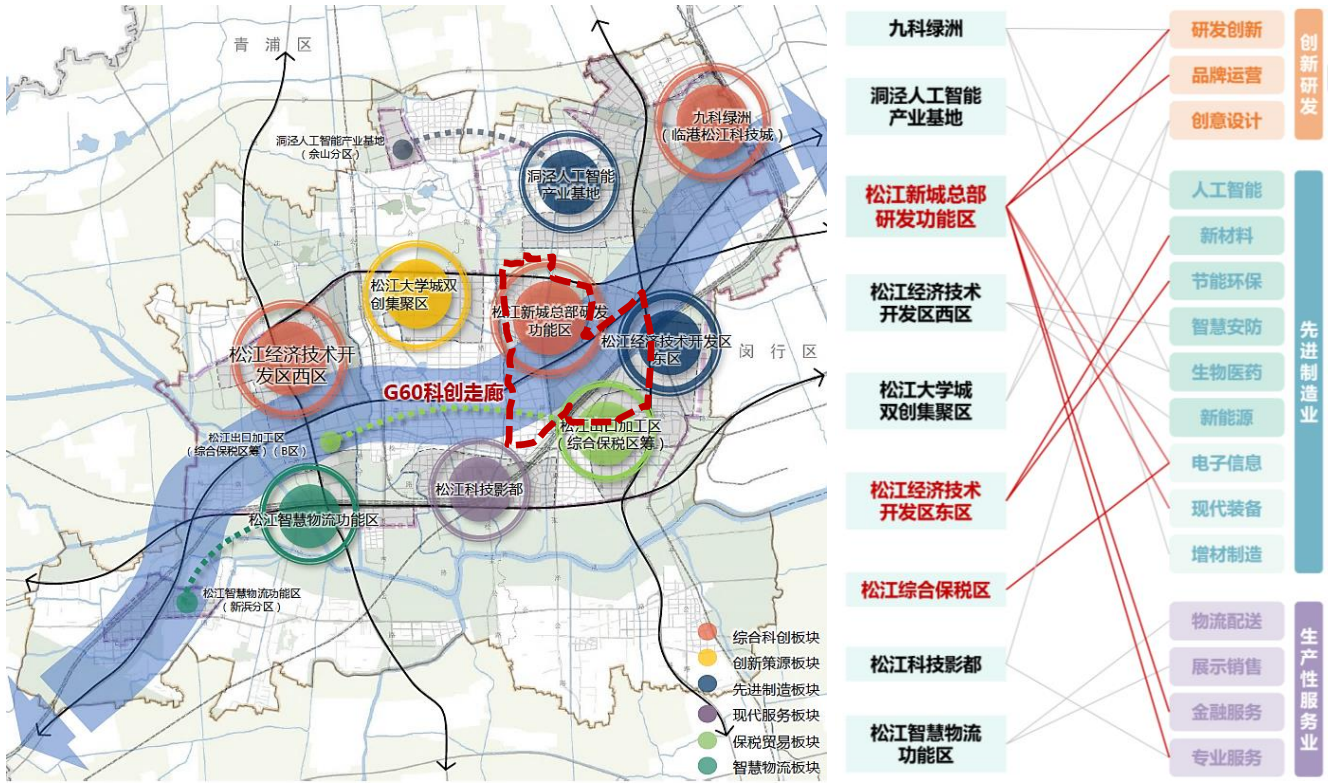 青浦区
九科绿洲
（临港松江科技城）
洞泾人工智能产业基地
（佘山分区）
洞泾人工智能
产业基地
松江大学城双
创集聚区
松江新城总部研发
功能区
松江经济技术开发区
东区
闵行区
松江经济技术开
发区西区
G60科创走廊
松江出口加工区
（综合保税区筹）(B区)
松江出口加工区
（综合保税区筹）
松江科技影都
松江智慧物流功能区
松江智慧物流功能区
（新浜分区）
综合科创板块
创新策源板块
先进制造板块
现代服务板块
保税贸易板块
智慧物流板块
九科绿洲
洞泾人工智能
产业基地
松江新城总部
研发功能区
松江经济技术
开发区西区
松江大学城
双创集聚区
松江经济技术
开发区东区
松江综合保税区
松江科技影都
松江智慧物流
功能区
研发创新
品牌运营
创意设计
创新研发
人工智能
新材料
节能环保
智慧安防
生物医药
新能源
电子信息
现代装备
增材制造
先进制造业
物流配送
展示销售
金融服务
专业服务
生产性服务业